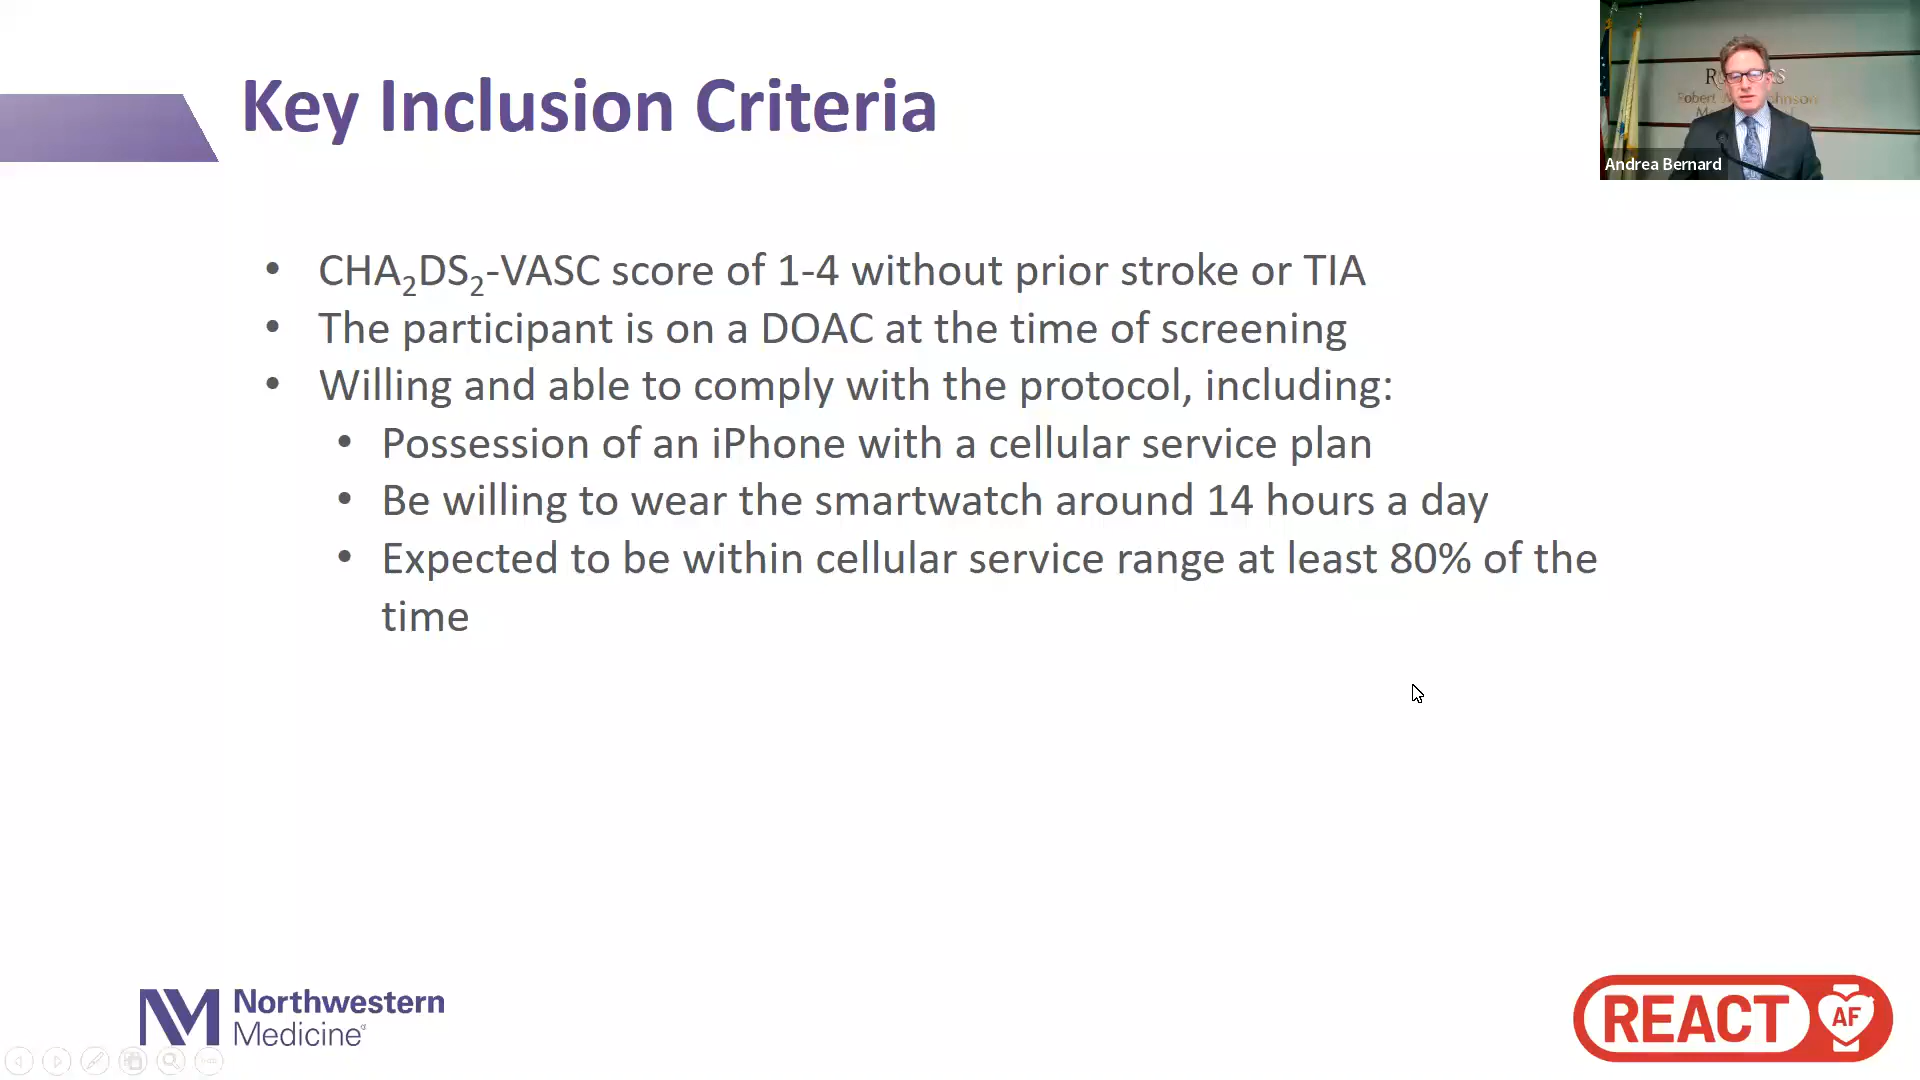 Key Inclusion Criteria
Andrea Bernard
• CHA₂DS₂-VASC score of 1-4 without prior stroke or TIA
• The participant is on a DOAC at the time of screening
• Willing and able to comply with the protocol, including:
• Possession of an iPhone with a cellular service plan
• Be willing to wear the smartwatch around 14 hours a day
• Expected to be within cellular service range at least 80% of the
time
Northwestern
Medicine
REACT
AF